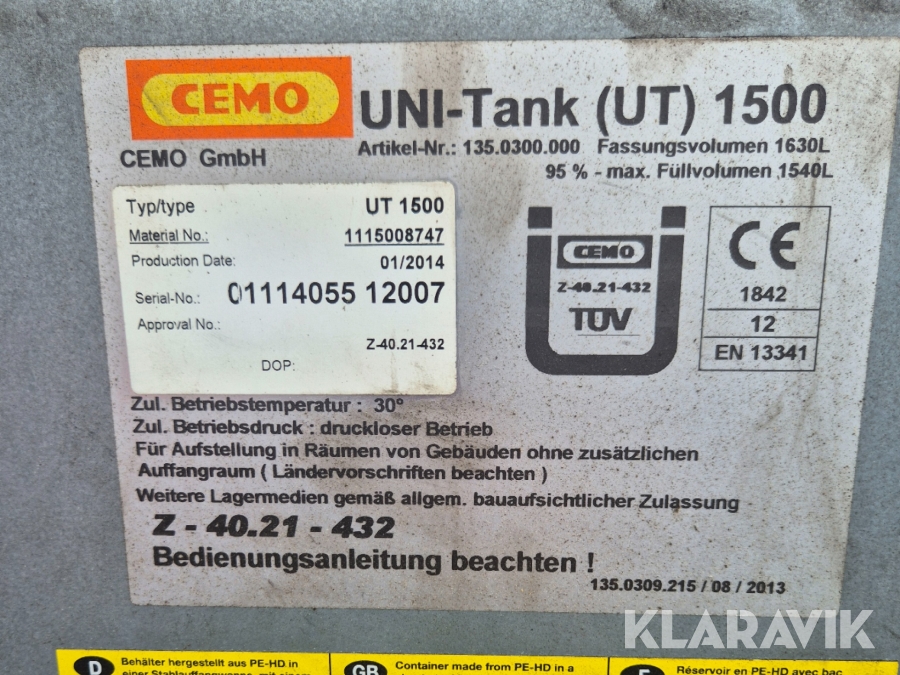 CEMO
UNI-Tank (UT) 1500
CEMO GmbH
Artikel-Nr.: 135.0300.000 Fassungsvolumen 1630L
95 % - max. Füllvolumen 1540L
Typ/type UT 1500
Material No.: 1115008747
Production Date: 01/2014
Serial-No.: 01114055 12007
Approval No.:
Z-40.21-432
DOP:
CEMO
Z-40.21-432
TÜV
CE
1842
12
EN 13341
Zul. Betriebstemperatur : 30°
Zul. Betriebsdruck : druckloser Betrieb
Für Aufstellung in Räumen von Gebäuden ohne zusätzlichen
Auffangraum ( Ländervorschriften beachten )
Weitere Lagermedien gemäß allgem. bauaufsichtlicher Zulassung
Z - 40.21 - 432
Bedienungsanleitung beachten !
135.0309.215 / 08 / 2013
KLARAVIK
D Behälter hergestellt aus PE-HD in
einer Stahlauffangwanne, mit einem
GB Container made from PE-HD in a
F Réservoir en PE-HD avec bac